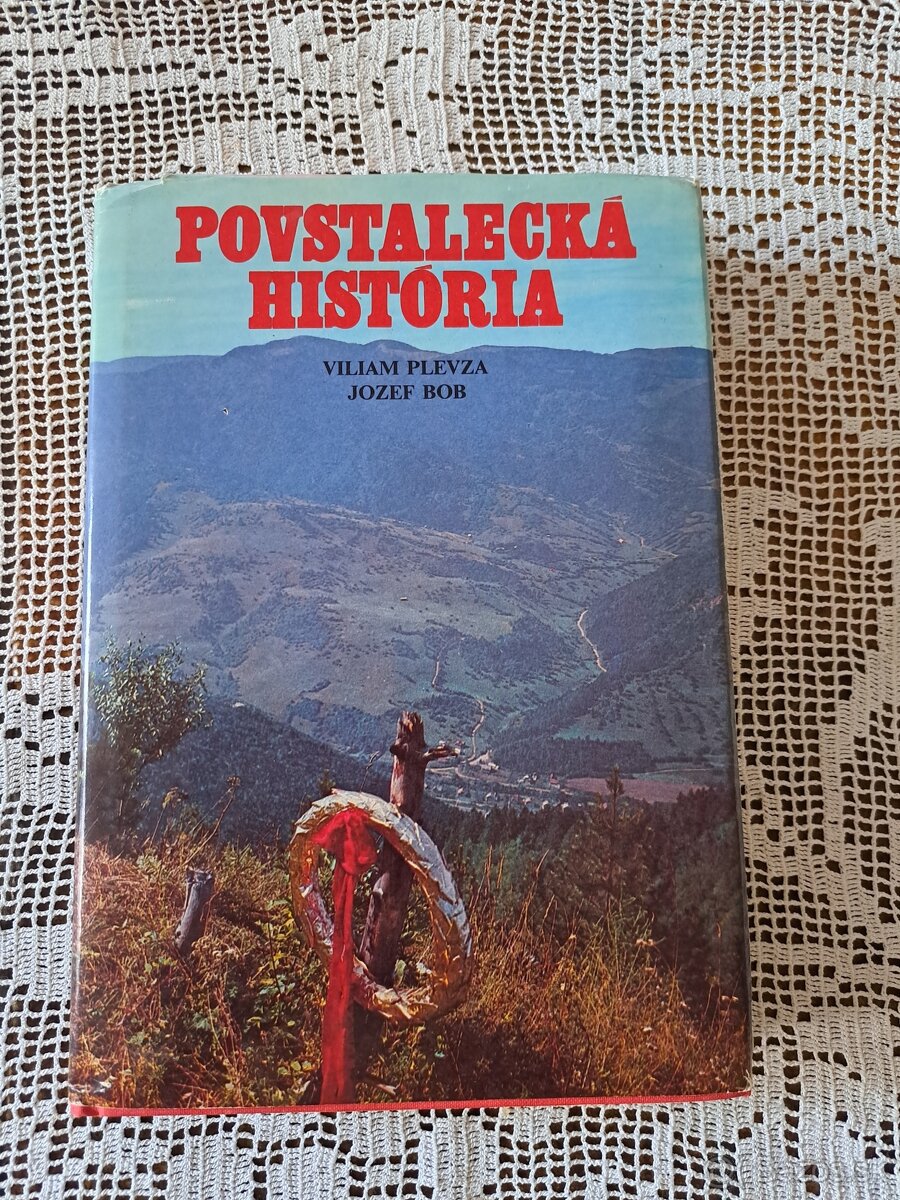 POVSTALECKÁ
HISTÓRIA
VILIAM PLEVZA
JOZEF BOB